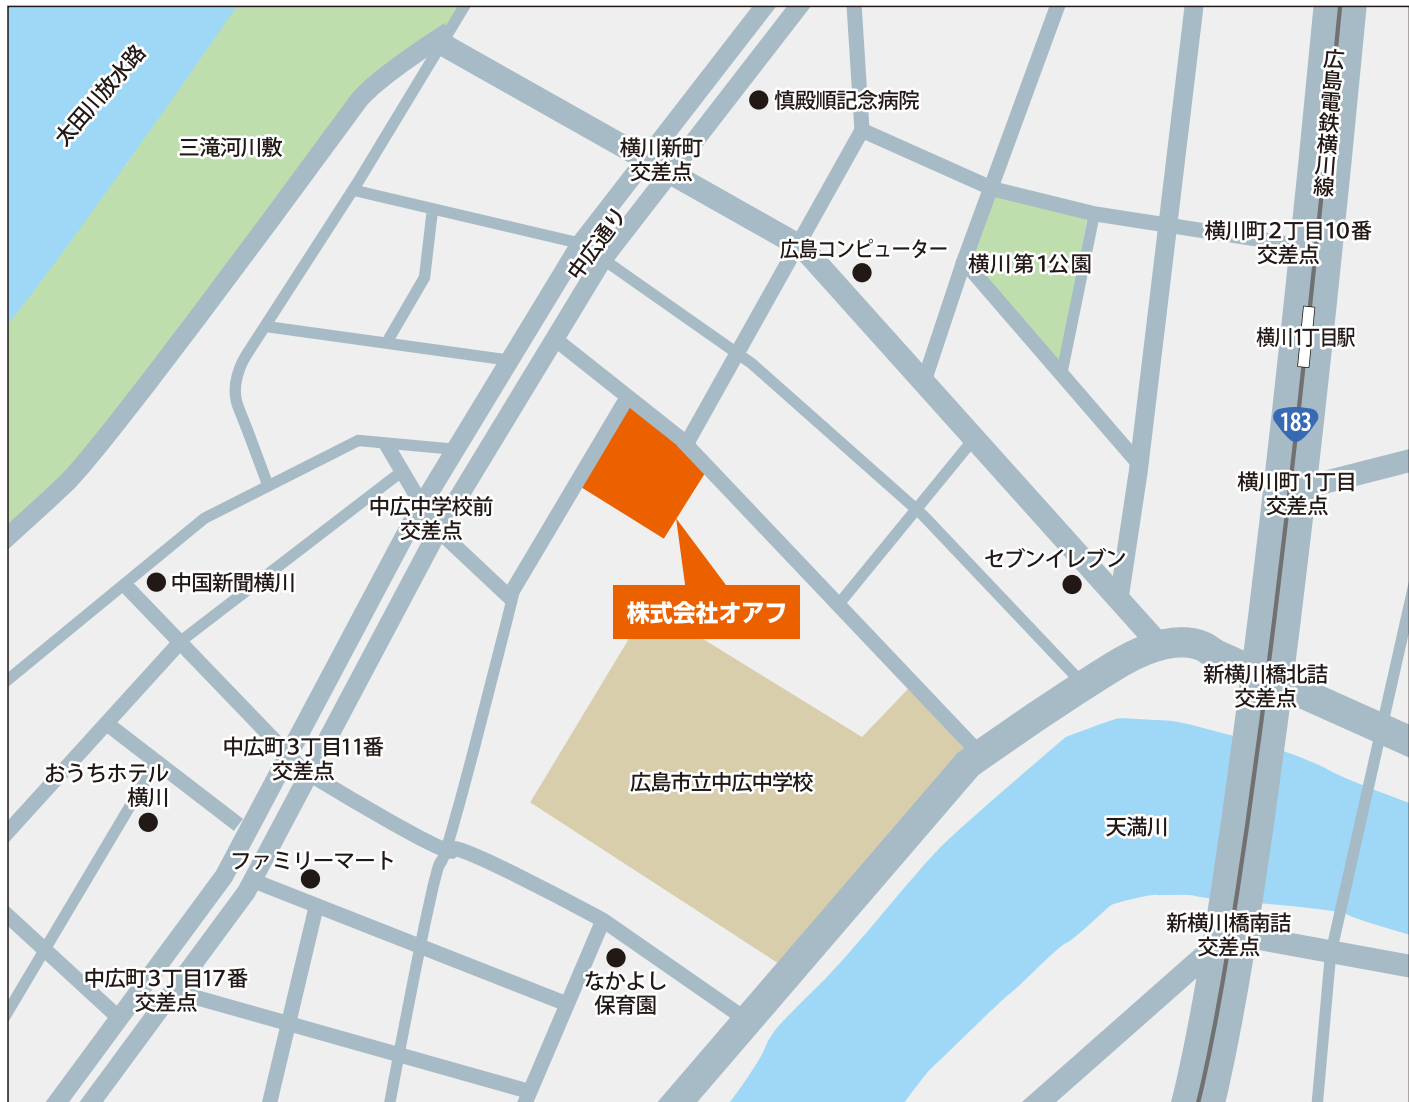 太田川放水路
三滝河川敷
慎殿順記念病院
広島電鉄横川線
横川新町
交差点
中広通り
広島コンピューター
横川第1公園
横川町2丁目10番
交差点
横川1丁目駅
183
横川町1丁目
交差点
中広中学校前
交差点
中国新聞横川
セブンイレブン
株式会社オアフ
新横川橋北詰
交差点
中広町3丁目11番
交差点
おうちホテル
横川
広島市立中広中学校
天満川
ファミリーマート
新横川橋南詰
交差点
中広町3丁目17番
交差点
なかよし
保育園